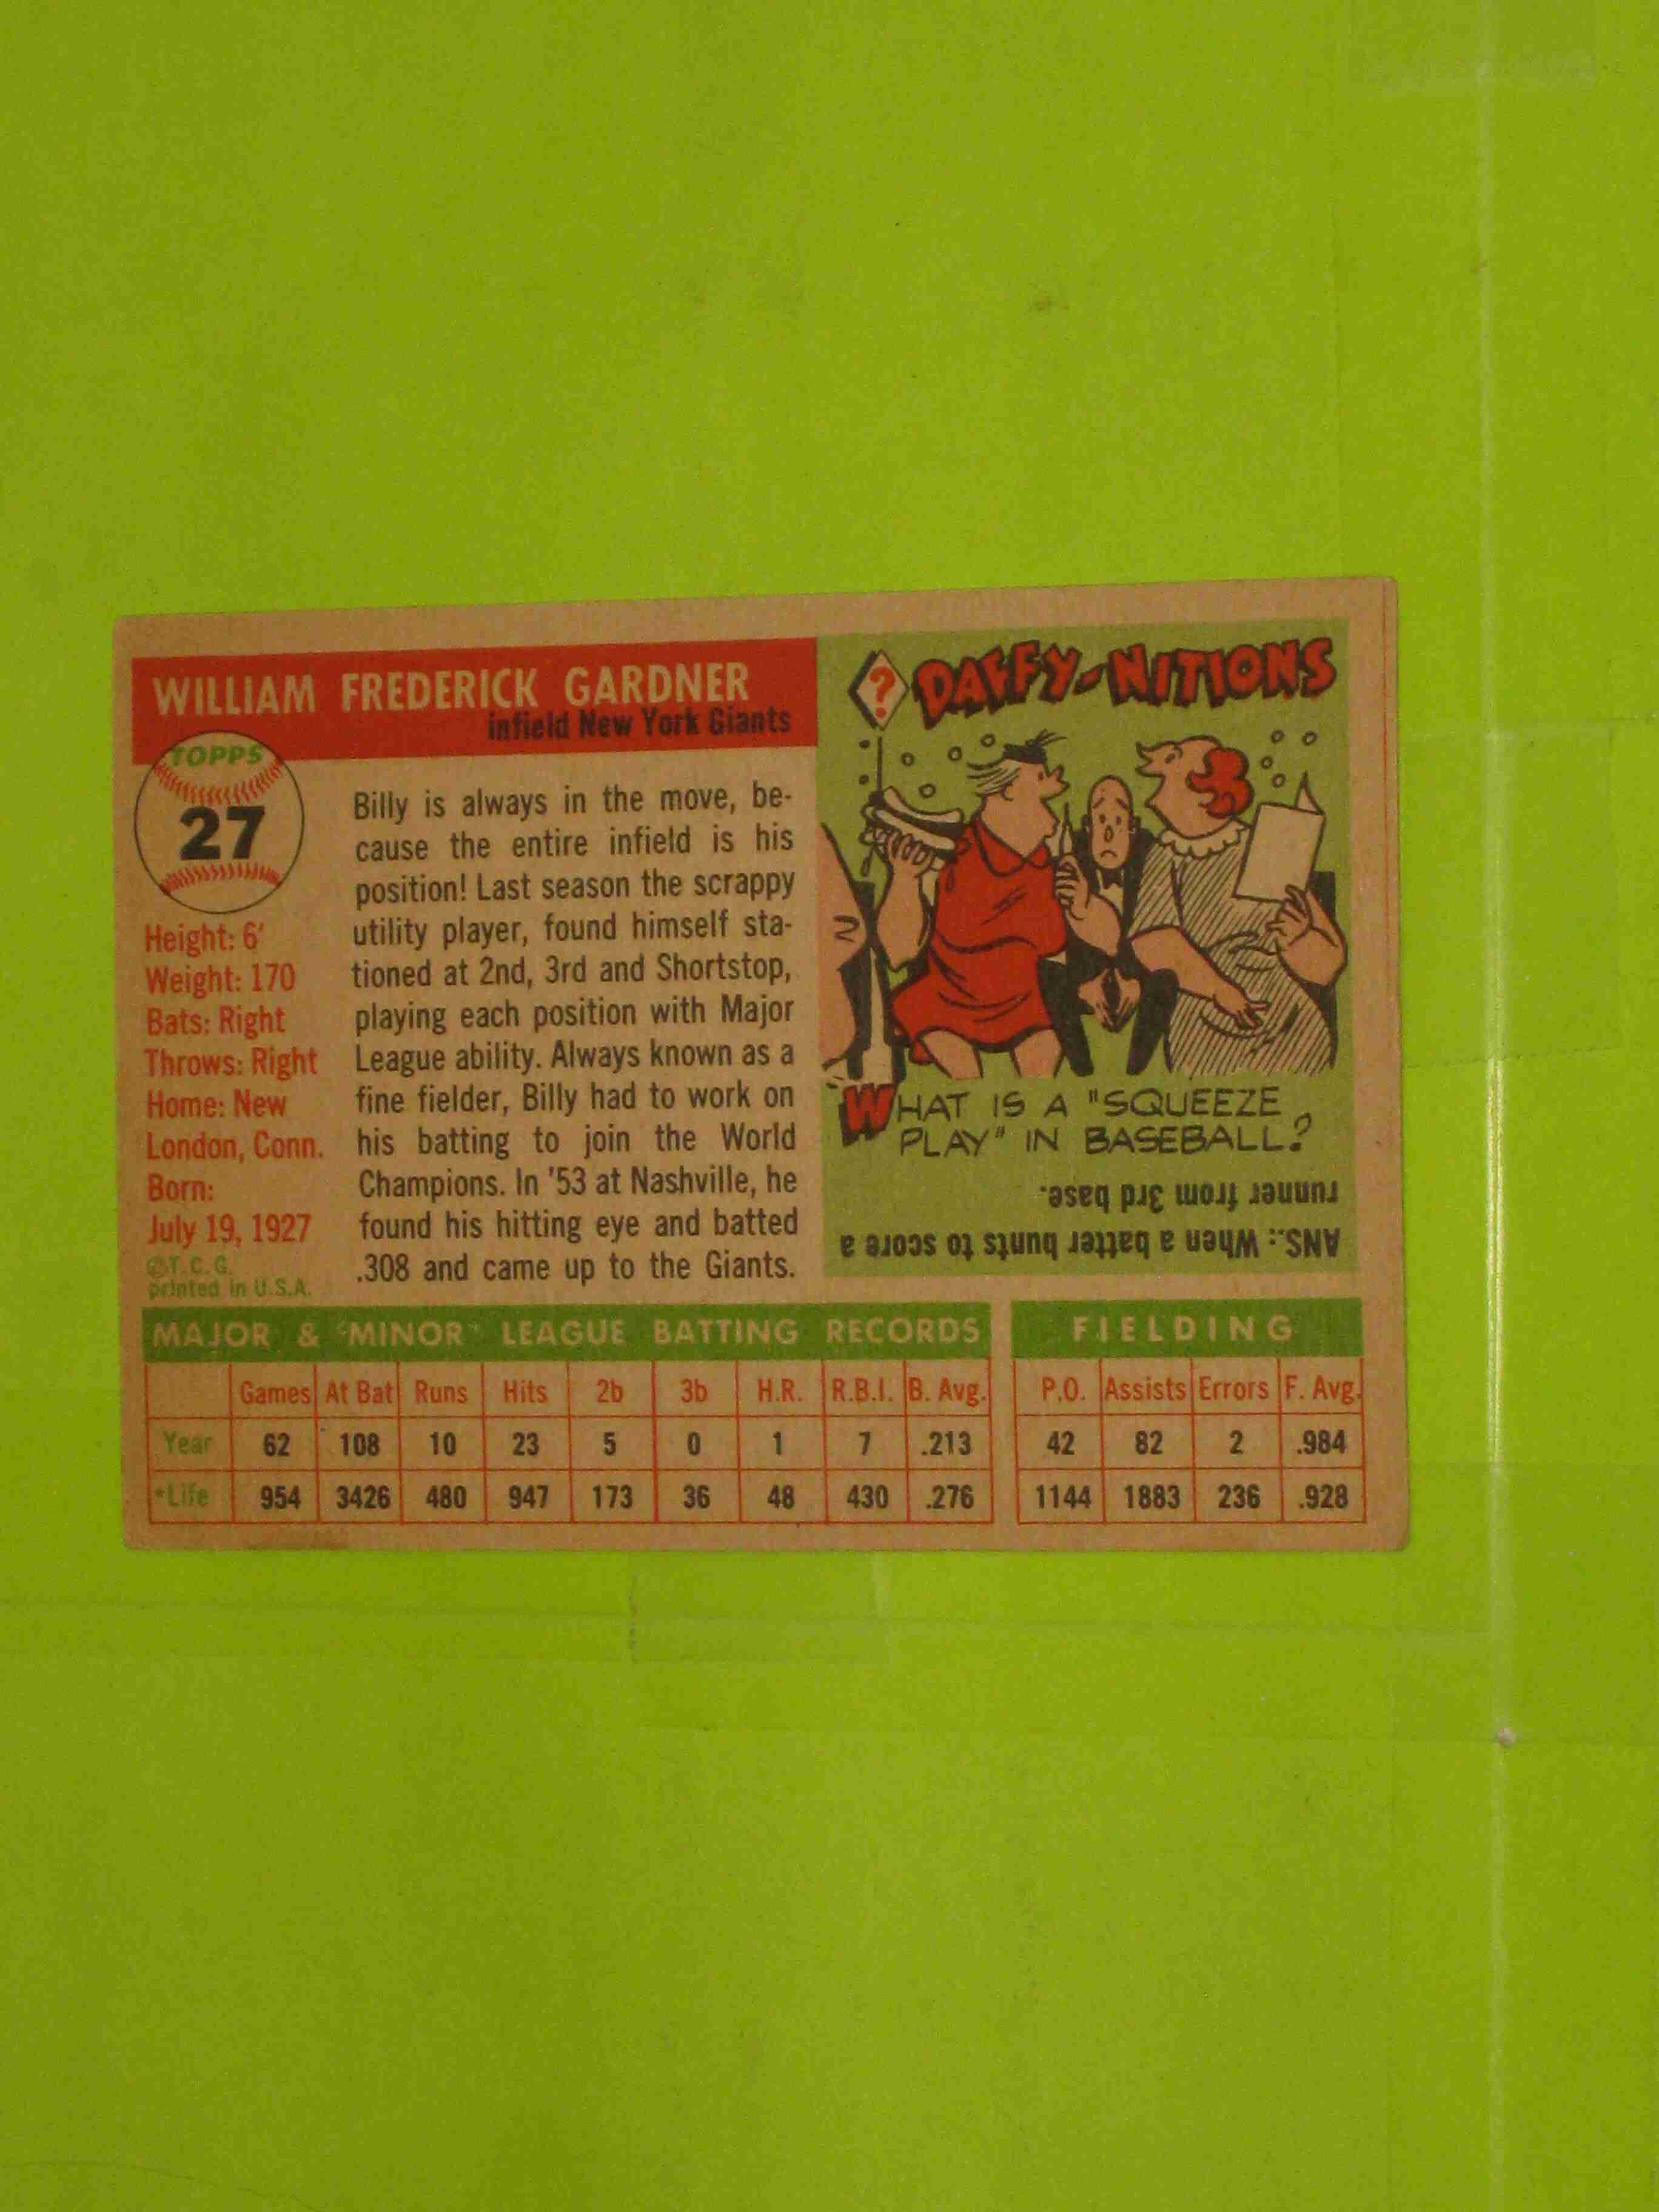 WILLIAM FREDERICK GARDNER
infield New York Giants
TOPPS
27
Height: 6'
Weight: 170
Bats: Right
Throws: Right
Home: New
London, Conn.
Born:
July 19, 1927
©T.C.G.
printed in U.S.A.
Billy is always in the move, be-
cause the entire infield is his
position! Last season the scrappy
utility player, found himself sta-
tioned at 2nd, 3rd and Shortstop,
playing each position with Major
League ability. Always known as a
fine fielder, Billy had to work on
his batting to join the World
Champions. In '53 at Nashville, he
found his hitting eye and batted
.308 and came up to the Giants.
? DAFFY-NITIONS
WHAT IS A "SQUEEZE
PLAY" IN BASEBALL?
ANS.: When a batter bunts to score a
runner from 3rd base.
MAJOR & *MINOR* LEAGUE BATTING RECORDS
Games At Bat Runs Hits 2b 3b H.R. R.B.I. B. Avg.
Year 62 108 10 23 5 0 1 7 .213
*Life 954 3426 480 947 173 36 48 430 .276
FIELDING
P.O. Assists Errors F. Avg.
42 82 2 .984
1144 1883 236 .928